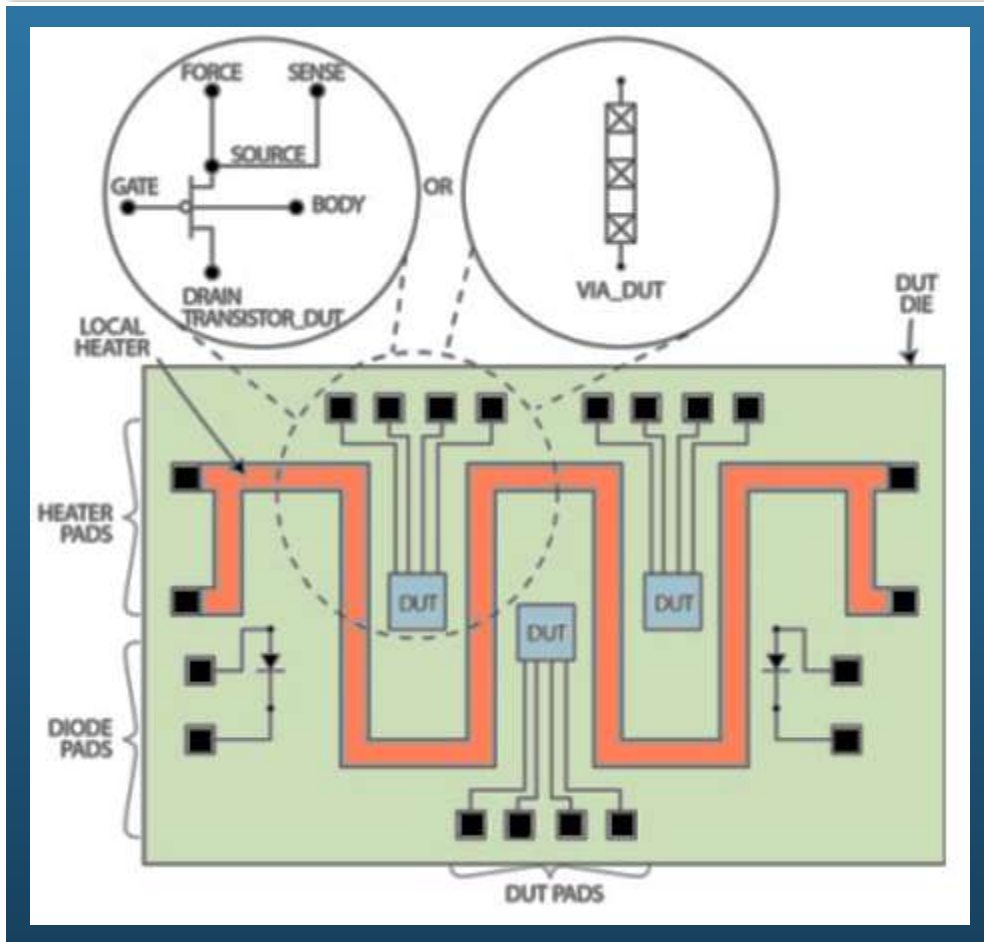 FORCE
SENSE
SOURCE
GATE
BODY
DRAIN
TRANSISTOR_DUT
OR
VIA_DUT
DUT
DIE
LOCAL
HEATER
HEATER
PADS
DUT
DUT
DUT
DIODE
PADS
DUT PADS